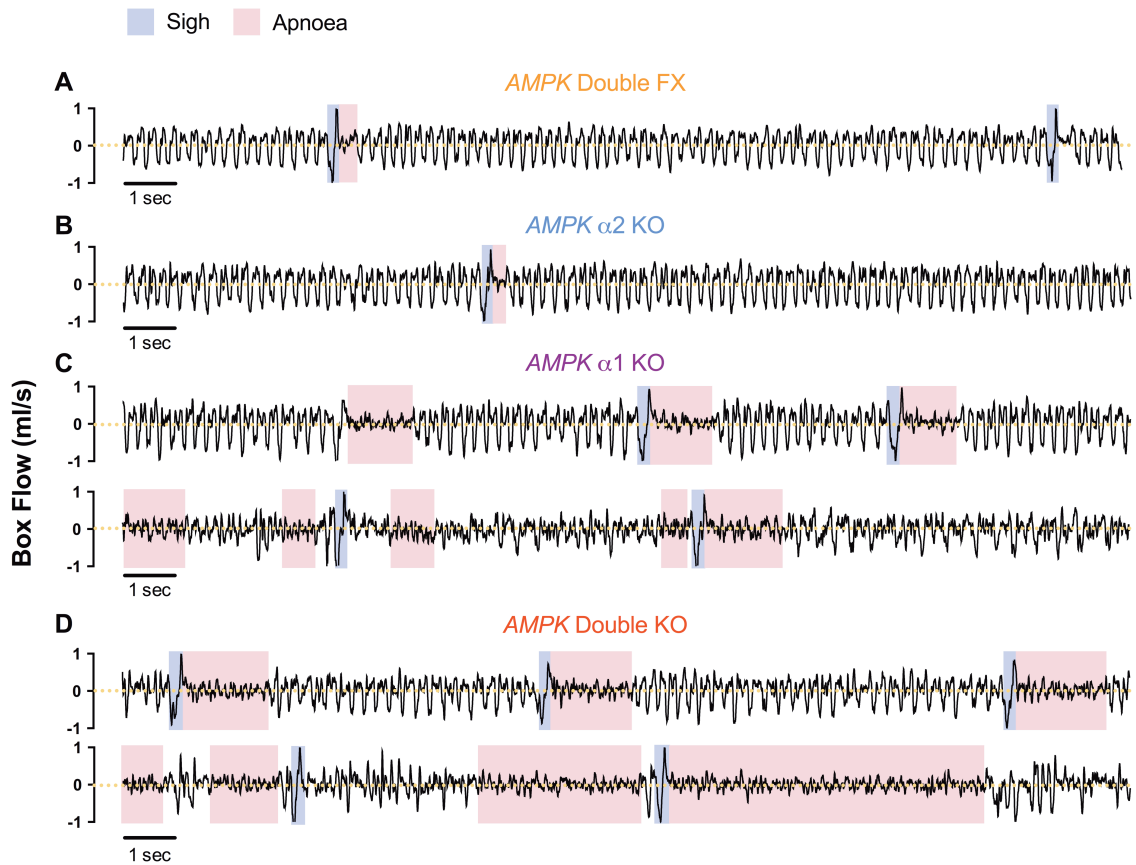 Sigh Apnoea
A AMPK Double FX
1
0
-1
1 sec
B AMPK α2 KO
1
0
-1
1 sec
C AMPK α1 KO
1
0
-1
1
0
-1
1 sec
Box Flow (ml/s)
D AMPK Double KO
1
0
-1
1
0
-1
1 sec